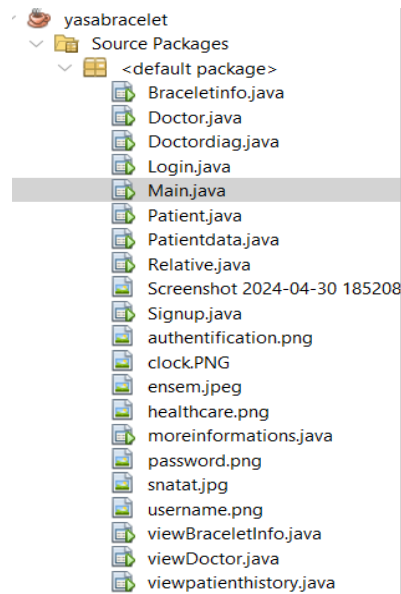 yasabracelet
Source Packages
<default package>
Braceletinfo.java
Doctor.java
Doctordiag.java
Login.java
Main.java
Patient.java
Patientdata.java
Relative.java
Screenshot 2024-04-30 185208
Signup.java
authentification.png
clock.PNG
ensem.jpeg
healthcare.png
moreinformations.java
password.png
snatat.jpg
username.png
viewBraceletInfo.java
viewDoctor.java
viewpatienthistory.java